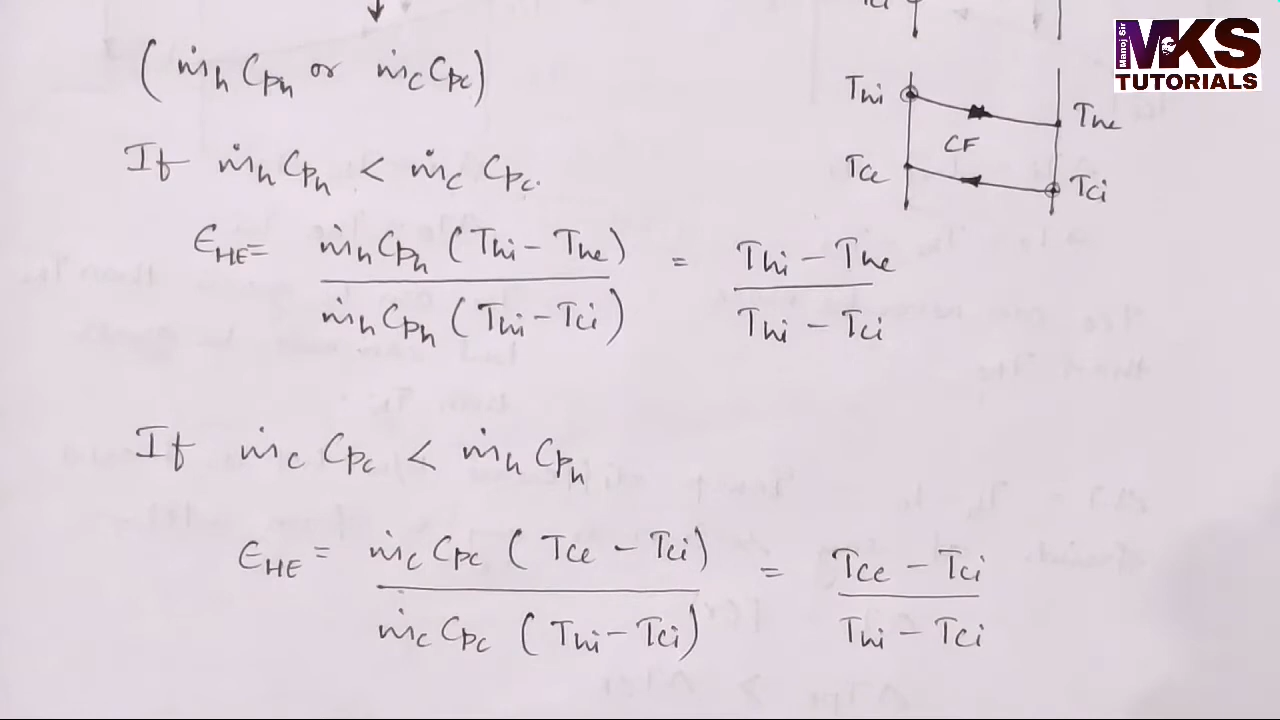 Manoj Sir
MKS
TUTORIALS
(ṁh Cph or ṁc Cpc)
Thi
The
CF
Tce
Tci
If ṁh Cph < ṁc Cpc.
ЄHE = ṁh Cph (Thi - The) / ṁh Cph (Thi - Tci) = Thi - The / Thi - Tci
If ṁc Cpc < ṁh Cph
ЄHE = ṁc Cpc (Tce - Tci) / ṁc Cpc (Thi - Tci) = Tce - Tci / Thi - Tci